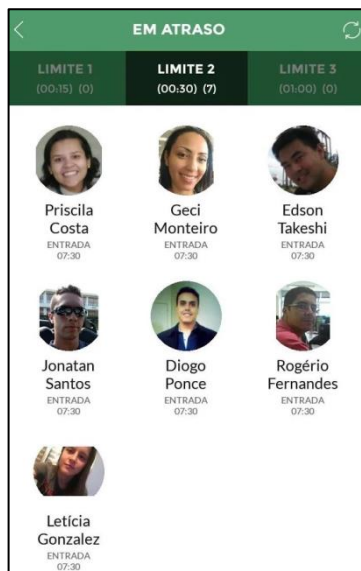 EM ATRASO
LIMITE 1 LIMITE 2 LIMITE 3
(00:15) (0) (00:30) (7) (01:00) (0)
Priscila Geci Edson
Costa Monteiro Takeshi
ENTRADA ENTRADA ENTRADA
07:30 07:30 07:30
Jonatan Diogo Rogério
Santos Ponce Fernandes
ENTRADA ENTRADA ENTRADA
07:30 07:30 07:30
Letícia
Gonzalez
ENTRADA
07:30